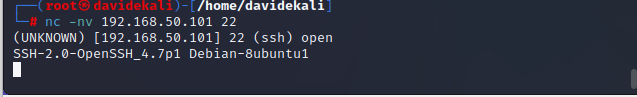 ┌──(root㉿davidekali)-[/home/davidekali]
└─# nc -nv 192.168.50.101 22
(UNKNOWN) [192.168.50.101] 22 (ssh) open
SSH-2.0-OpenSSH_4.7p1 Debian-8ubuntu1